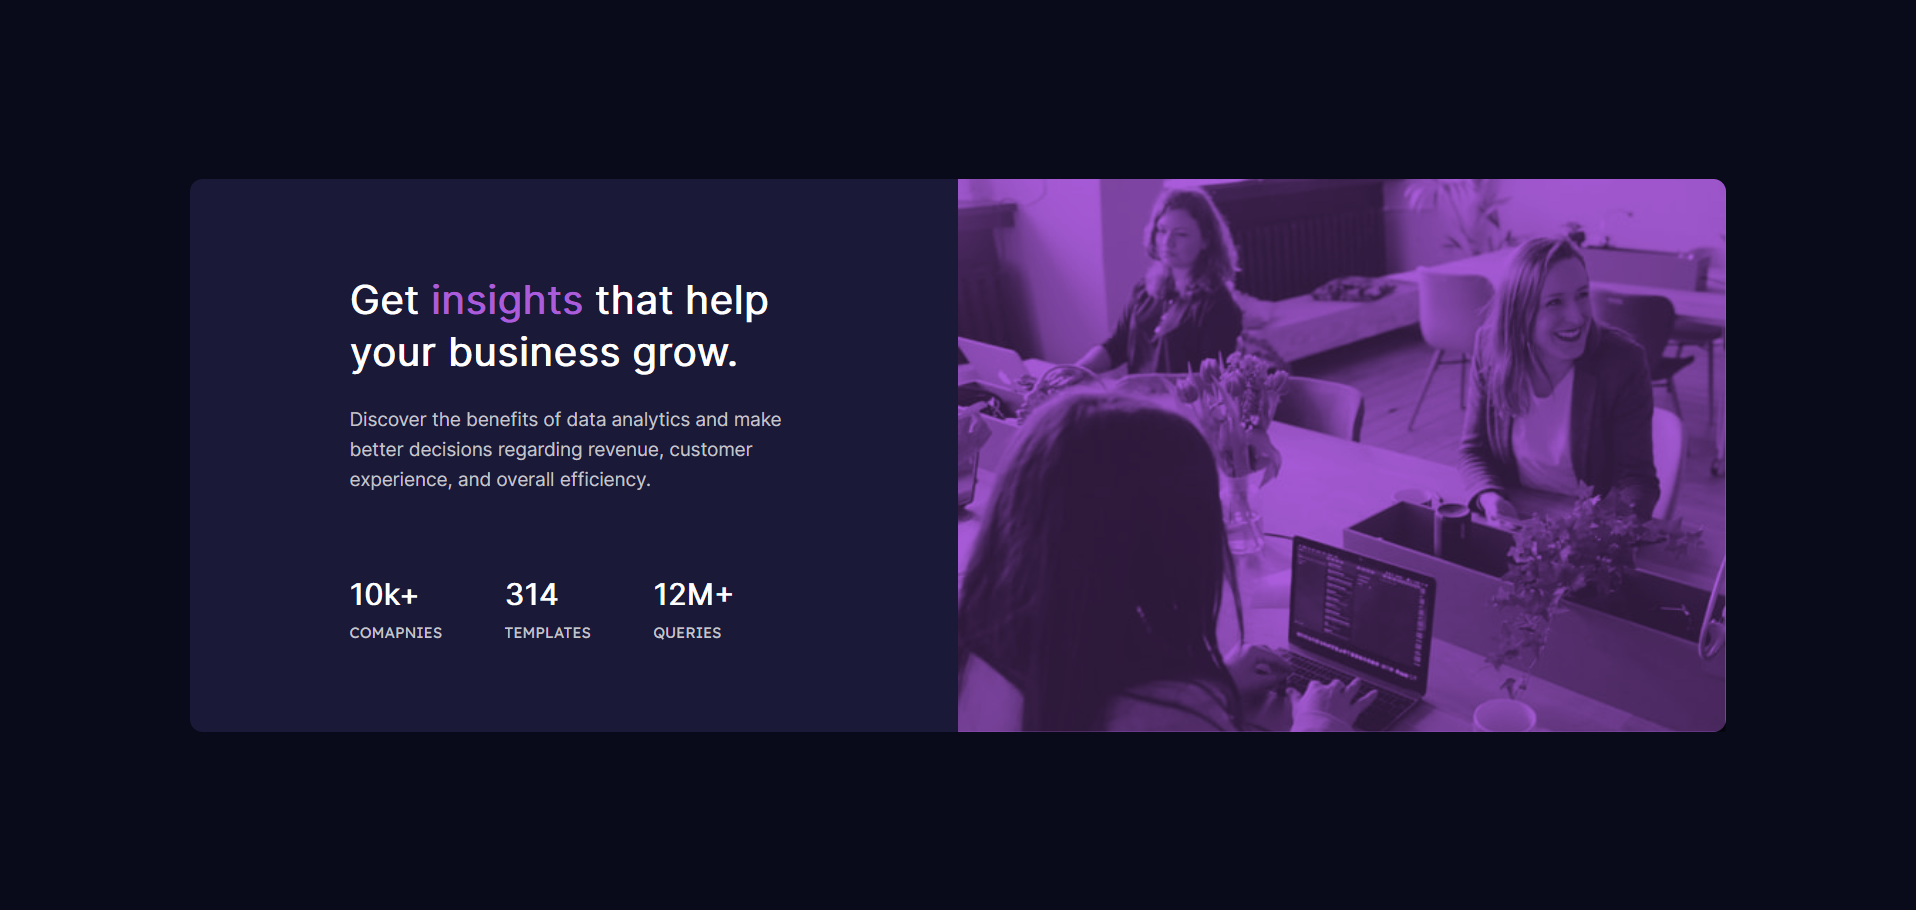 Get insights that help
your business grow.
Discover the benefits of data analytics and make
better decisions regarding revenue, customer
experience, and overall efficiency.
10k+ 314 12M+
COMAPNIES TEMPLATES QUERIES